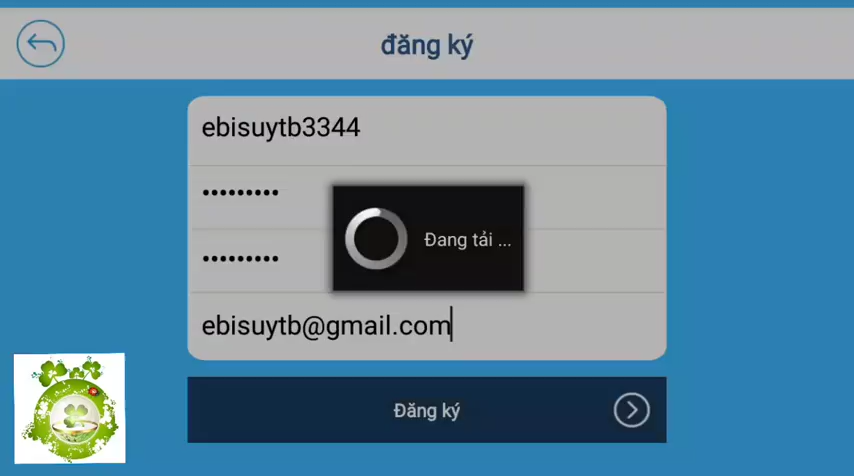 đăng ký
ebisuytb3344
•••••••••
Đang tải ...
•••••••••
ebisuytb@gmail.com
Đăng ký